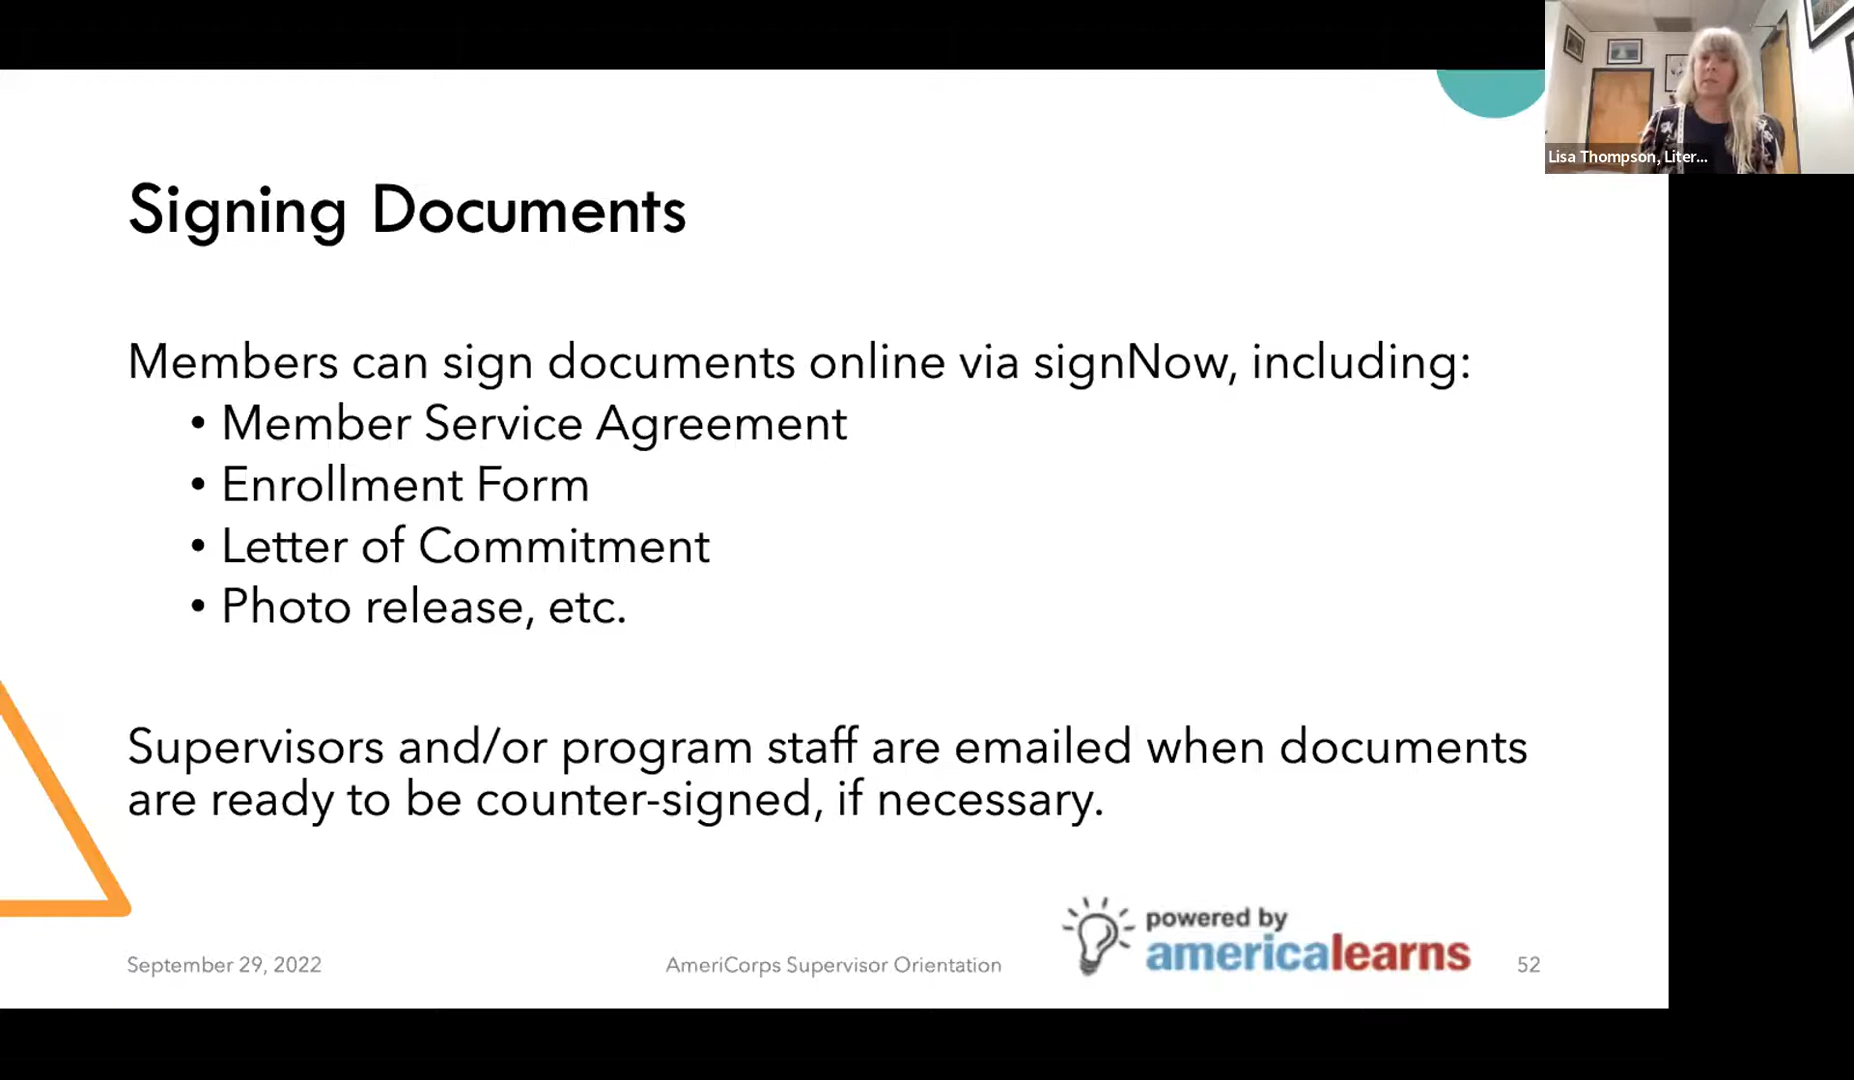 Lisa Thompson, Liter...
Signing Documents
Members can sign documents online via signNow, including:
• Member Service Agreement
• Enrollment Form
• Letter of Commitment
• Photo release, etc.
Supervisors and/or program staff are emailed when documents
are ready to be counter-signed, if necessary.
September 29, 2022
AmeriCorps Supervisor Orientation
powered by
americalearns
52